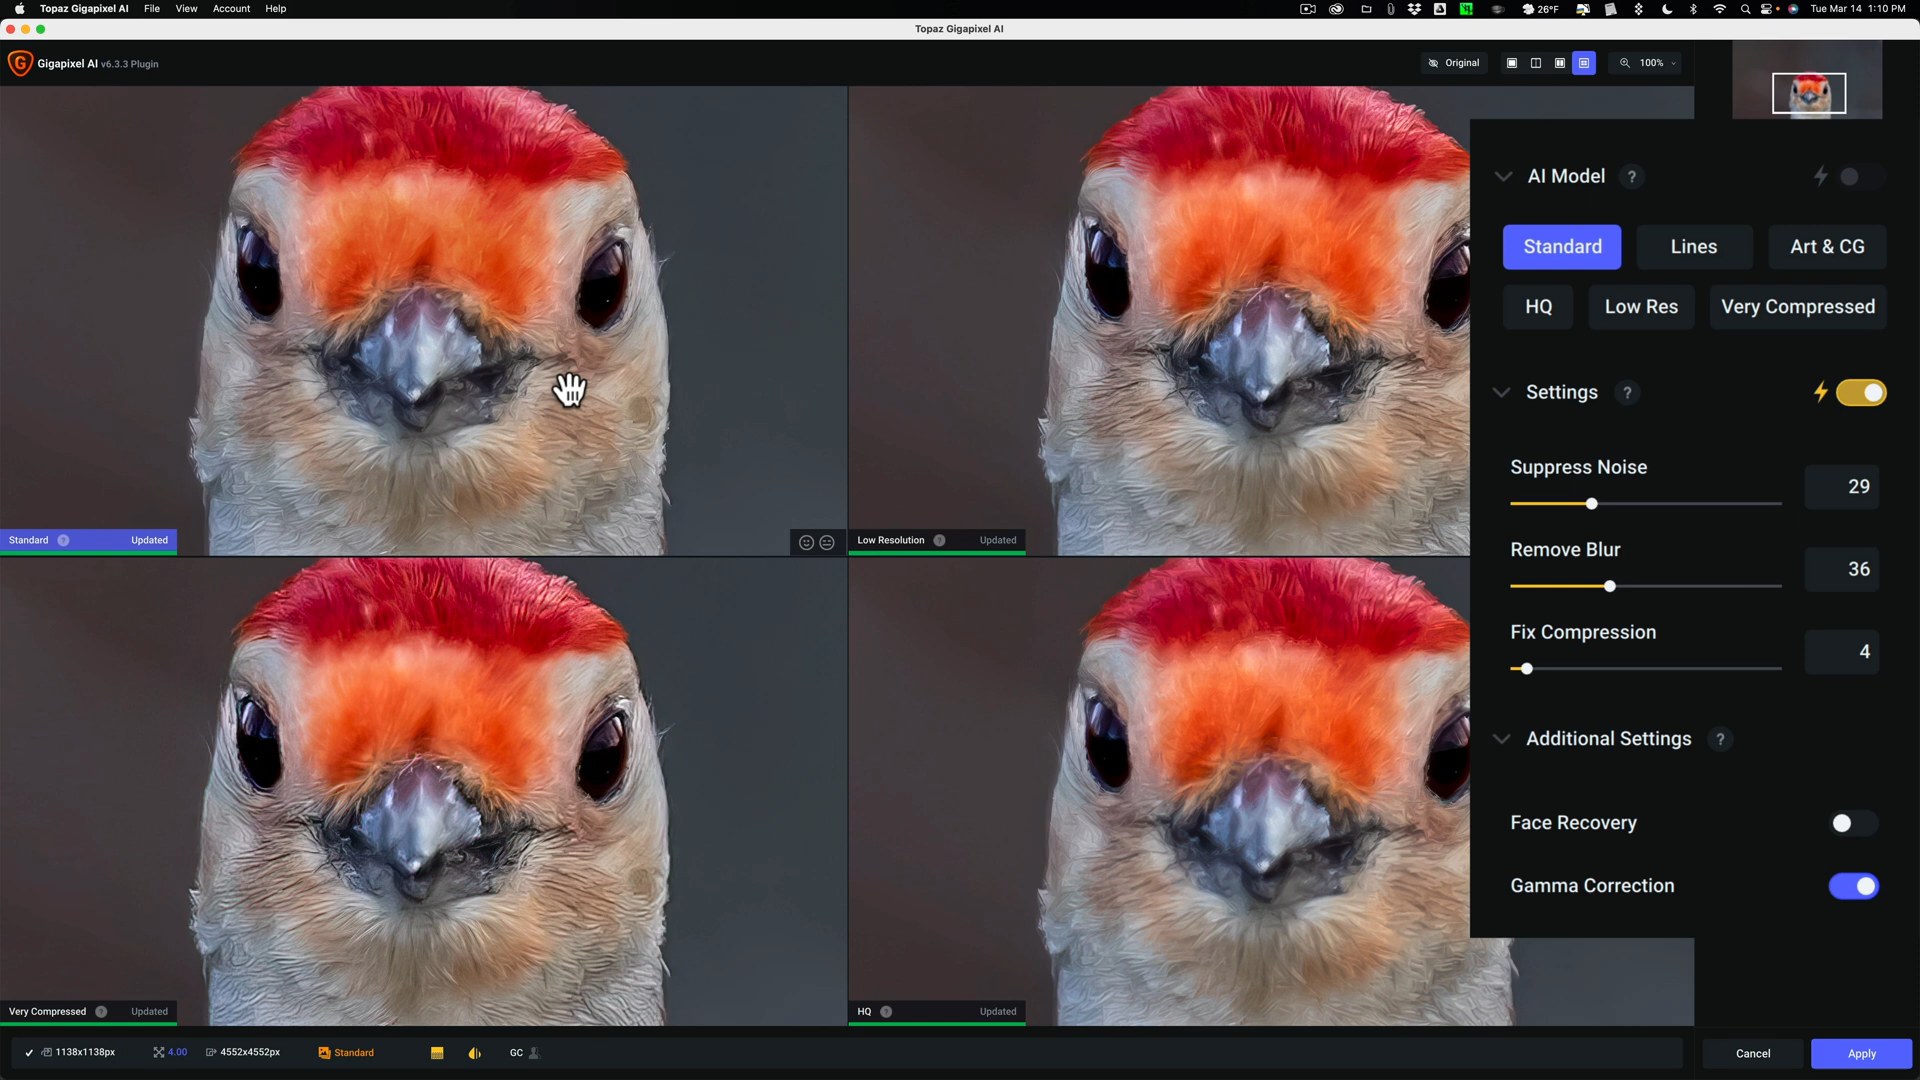 Topaz Gigapixel AI File View Account Help
26°F Tue Mar 14 1:10 PM
Topaz Gigapixel AI
G Gigapixel AI v6.3.3 Plugin
Original
100%
AI Model ?
Standard Lines Art & CG
HQ Low Res Very Compressed
Settings ?
Suppress Noise 29
Remove Blur 36
Fix Compression 4
Additional Settings ?
Face Recovery
Gamma Correction
Standard ? Updated
Low Resolution ? Updated
Very Compressed ? Updated
HQ ? Updated
1138x1138px 4.00 4552x4552px Standard GC
Cancel Apply